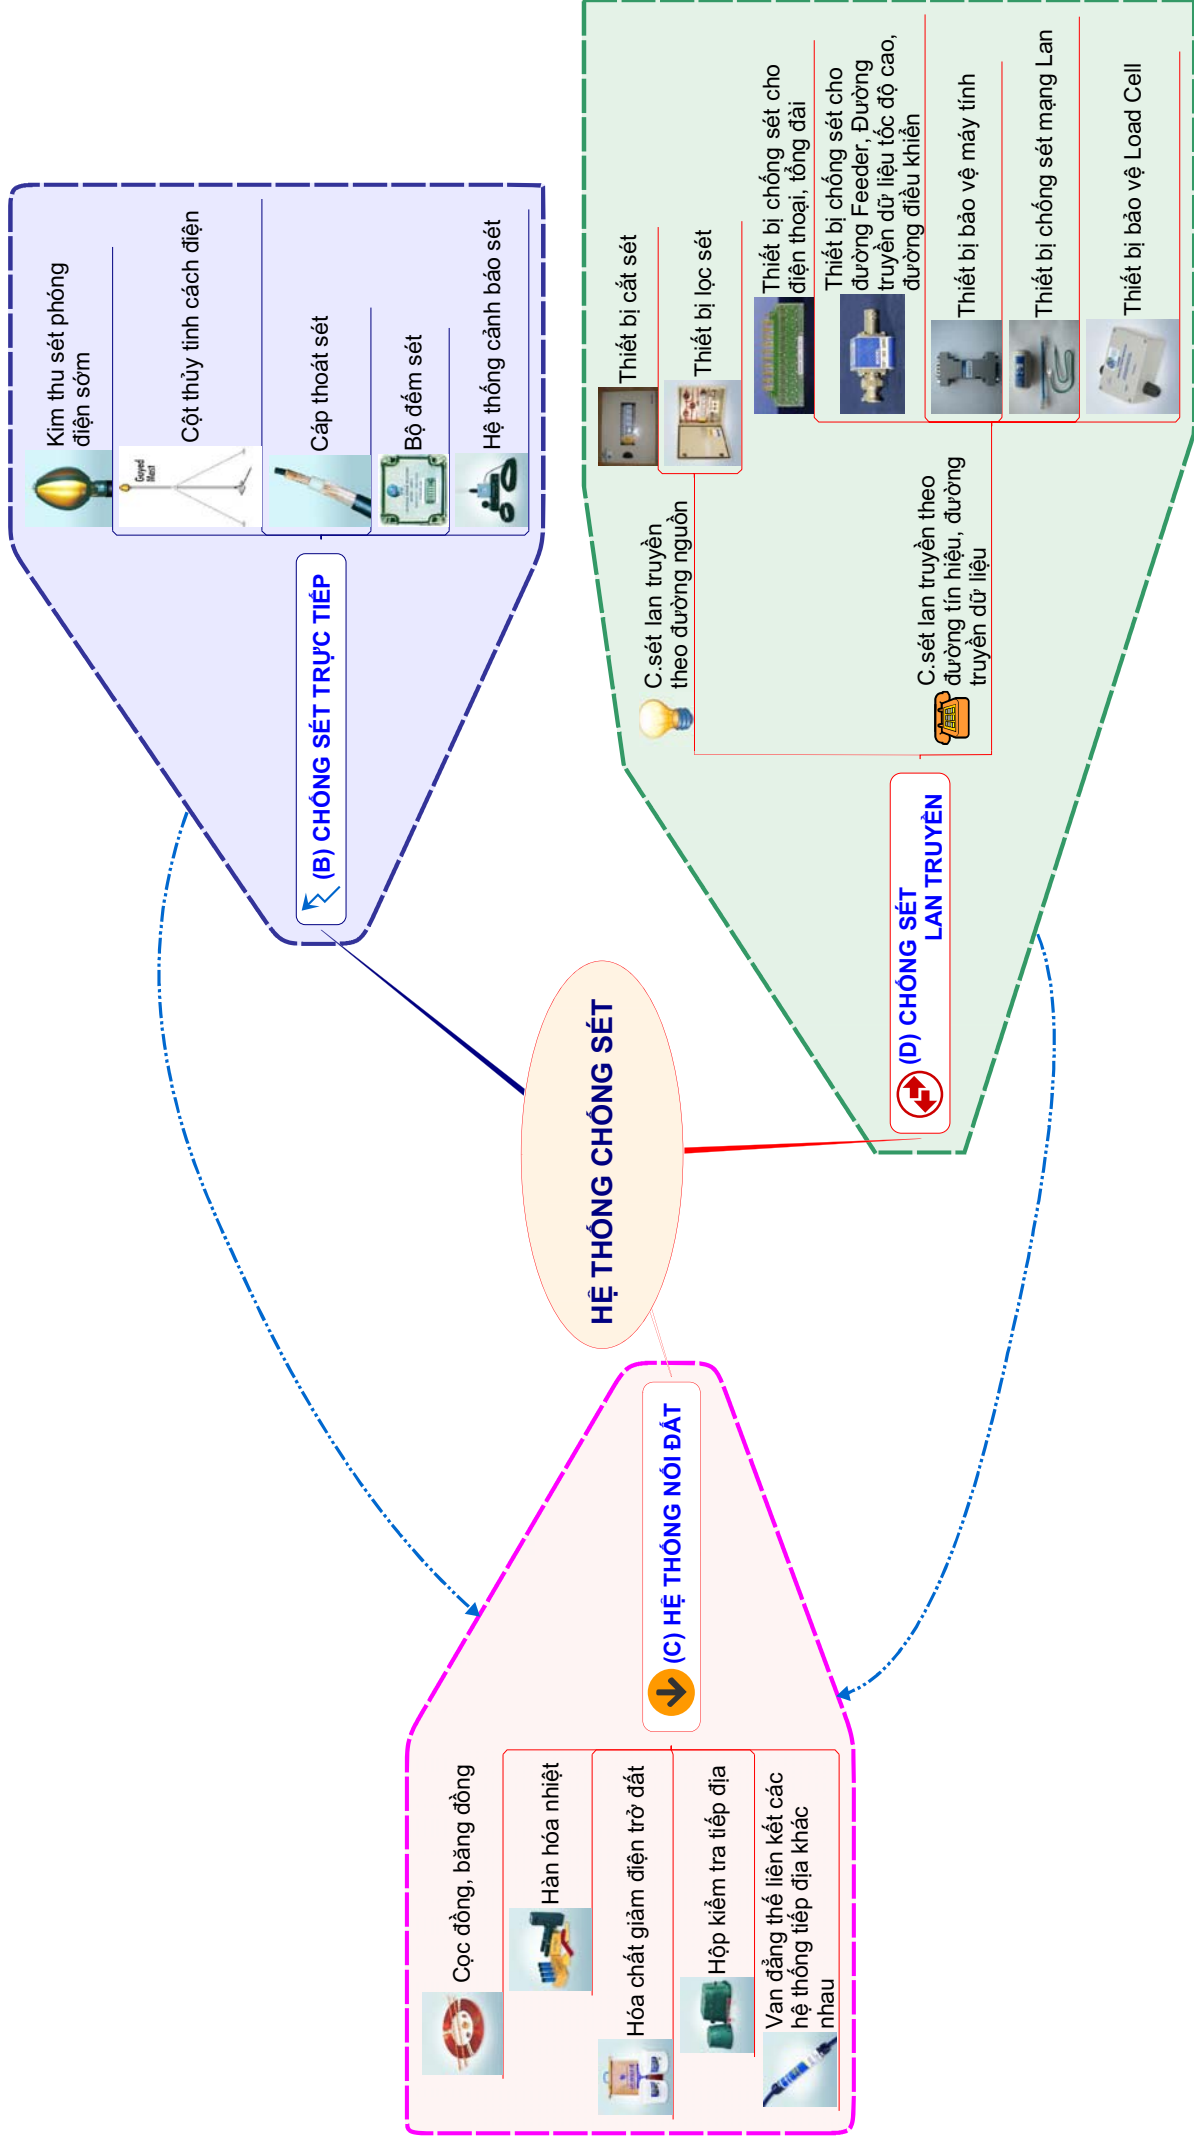 HỆ THỐNG CHỐNG SÉT
(B) CHỐNG SÉT TRỰC TIẾP
Kim thu sét phóng
điện sớm
Guyed
Mast
Cột thủy tinh cách điện
Cáp thoát sét
Bộ đếm sét
Hệ thống cảnh báo sét
(D) CHỐNG SÉT
LAN TRUYỀN
C.sét lan truyền
theo đường nguồn
Thiết bị cắt sét
Thiết bị lọc sét
C.sét lan truyền theo
đường tín hiệu, đường
truyền dữ liệu
Thiết bị chống sét cho
điện thoại, tổng đài
Thiết bị chống sét cho
đường Feeder, Đường
truyền dữ liệu tốc độ cao,
đường điều khiển
Thiết bị bảo vệ máy tính
Thiết bị chống sét mạng Lan
Thiết bị bảo vệ Load Cell
(C) HỆ THỐNG NỐI ĐẤT
Cọc đồng, băng đồng
Hàn hóa nhiệt
Hóa chất giảm điện trở đất
Hộp kiểm tra tiếp địa
Van đẳng thế liên kết các
hệ thống tiếp địa khác
nhau